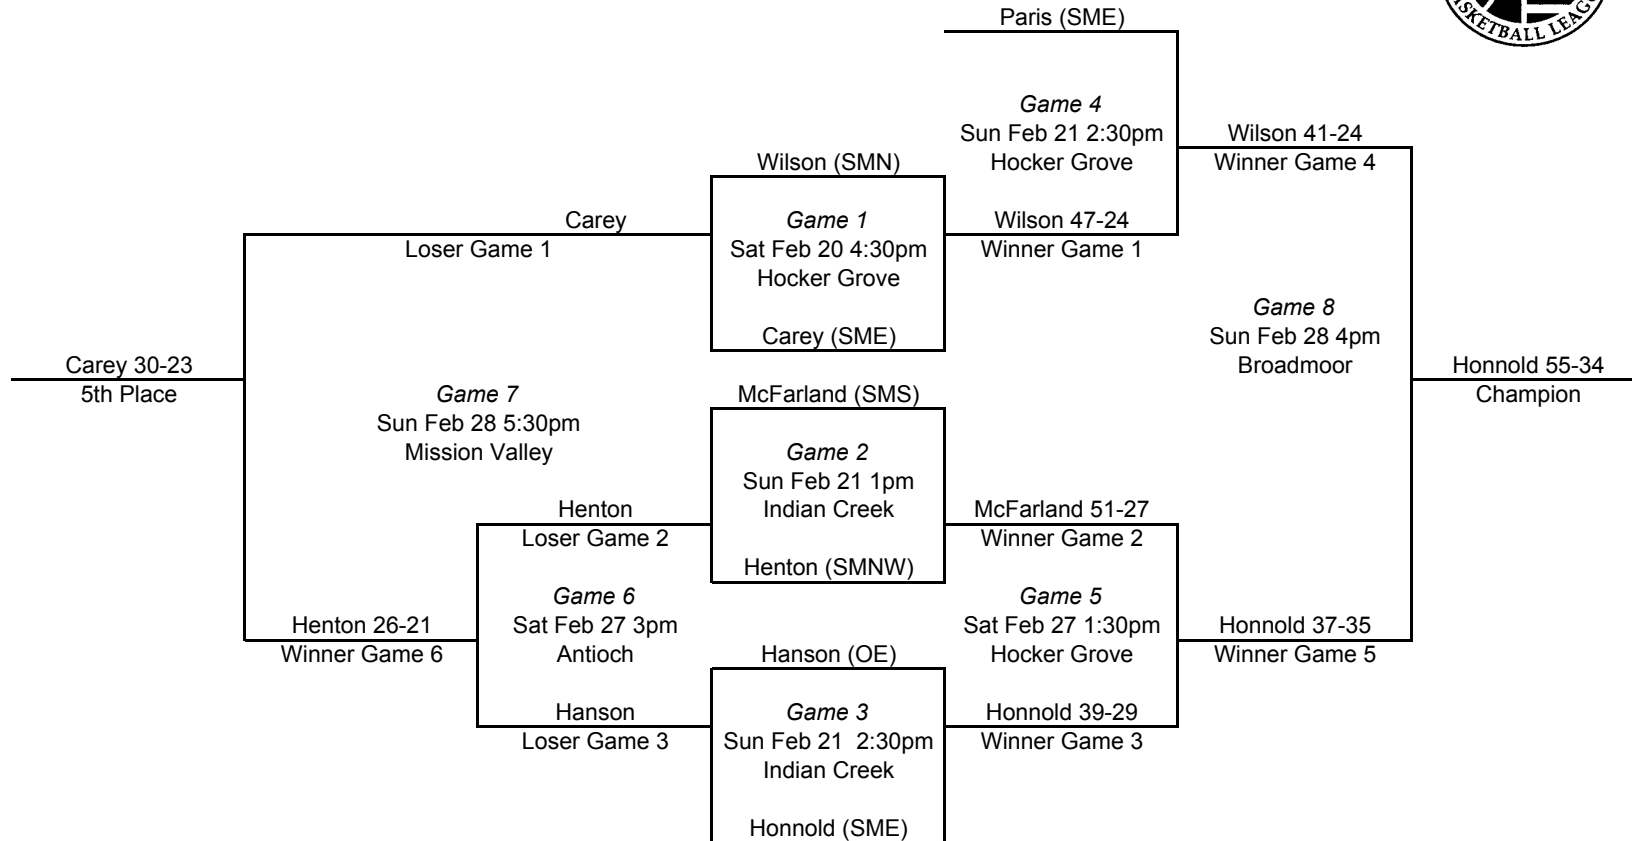 Paris (SME)
BASKETBALL LEAGUE
Game 4
Sun Feb 21 2:30pm
Hocker Grove
Wilson 41-24
Winner Game 4
Wilson (SMN)
Carey
Loser Game 1
Game 1
Sat Feb 20 4:30pm
Hocker Grove
Wilson 47-24
Winner Game 1
Carey (SME)
Game 8
Sun Feb 28 4pm
Broadmoor
Carey 30-23
5th Place
Honnold 55-34
Champion
Game 7
Sun Feb 28 5:30pm
Mission Valley
McFarland (SMS)
Game 2
Sun Feb 21 1pm
Indian Creek
Henton
Loser Game 2
McFarland 51-27
Winner Game 2
Henton (SMNW)
Game 6
Sat Feb 27 3pm
Antioch
Game 5
Sat Feb 27 1:30pm
Hocker Grove
Henton 26-21
Winner Game 6
Honnold 37-35
Winner Game 5
Hanson (OE)
Hanson
Loser Game 3
Game 3
Sun Feb 21  2:30pm
Indian Creek
Honnold 39-29
Winner Game 3
Honnold (SME)